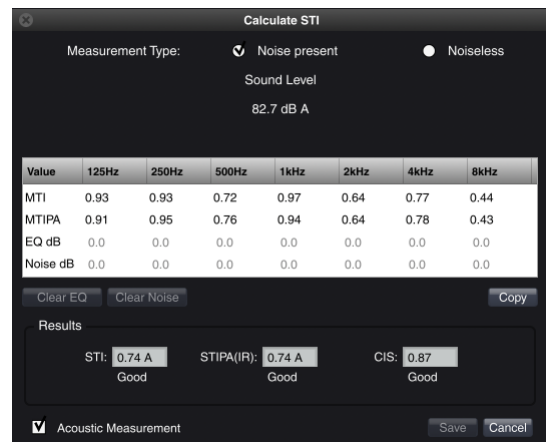 Calculate STI
Measurement Type: Noise present Noiseless
Sound Level
82.7 dB A
Value 125Hz 250Hz 500Hz 1kHz 2kHz 4kHz 8kHz
MTI 0.93 0.93 0.72 0.97 0.64 0.77 0.44
MTIPA 0.91 0.95 0.76 0.94 0.64 0.78 0.43
EQ dB 0.0 0.0 0.0 0.0 0.0 0.0 0.0
Noise dB 0.0 0.0 0.0 0.0 0.0 0.0 0.0
Clear EQ Clear Noise Copy
Results
STI: 0.74 A STIPA(IR): 0.74 A CIS: 0.87
Good Good Good
Acoustic Measurement Save Cancel